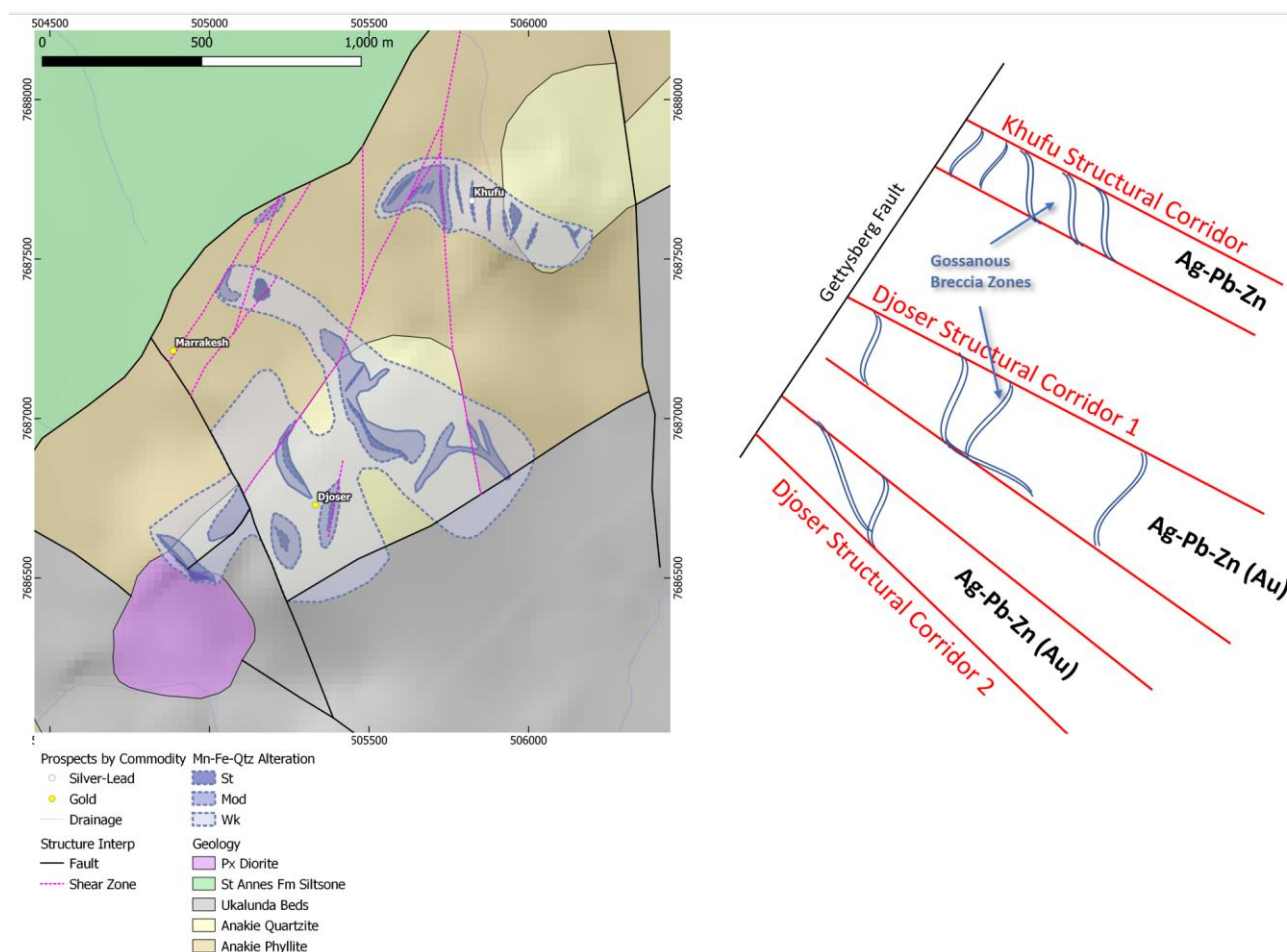 504500 505000 505500 506000
0 500 1,000 m
7688000 7688000
Khufu
7687500 7687500
Marrakesh
7687000 7687000
Djoser
7686500 7686500
505000 505500 506000
Prospects by Commodity
Silver-Lead
Gold
Drainage
Structure Interp
Fault
Shear Zone
Mn-Fe-Qtz Alteration
St
Mod
Wk
Geology
Px Diorite
St Annes Fm Siltsone
Ukalunda Beds
Anakie Quartzite
Anakie Phyllite
Khufu Structural Corridor
Ag-Pb-Zn
Gettysberg Fault
Gossanous
Breccia Zones
Djoser Structural Corridor 1
Ag-Pb-Zn (Au)
Ag-Pb-Zn (Au)
Djoser Structural Corridor 2